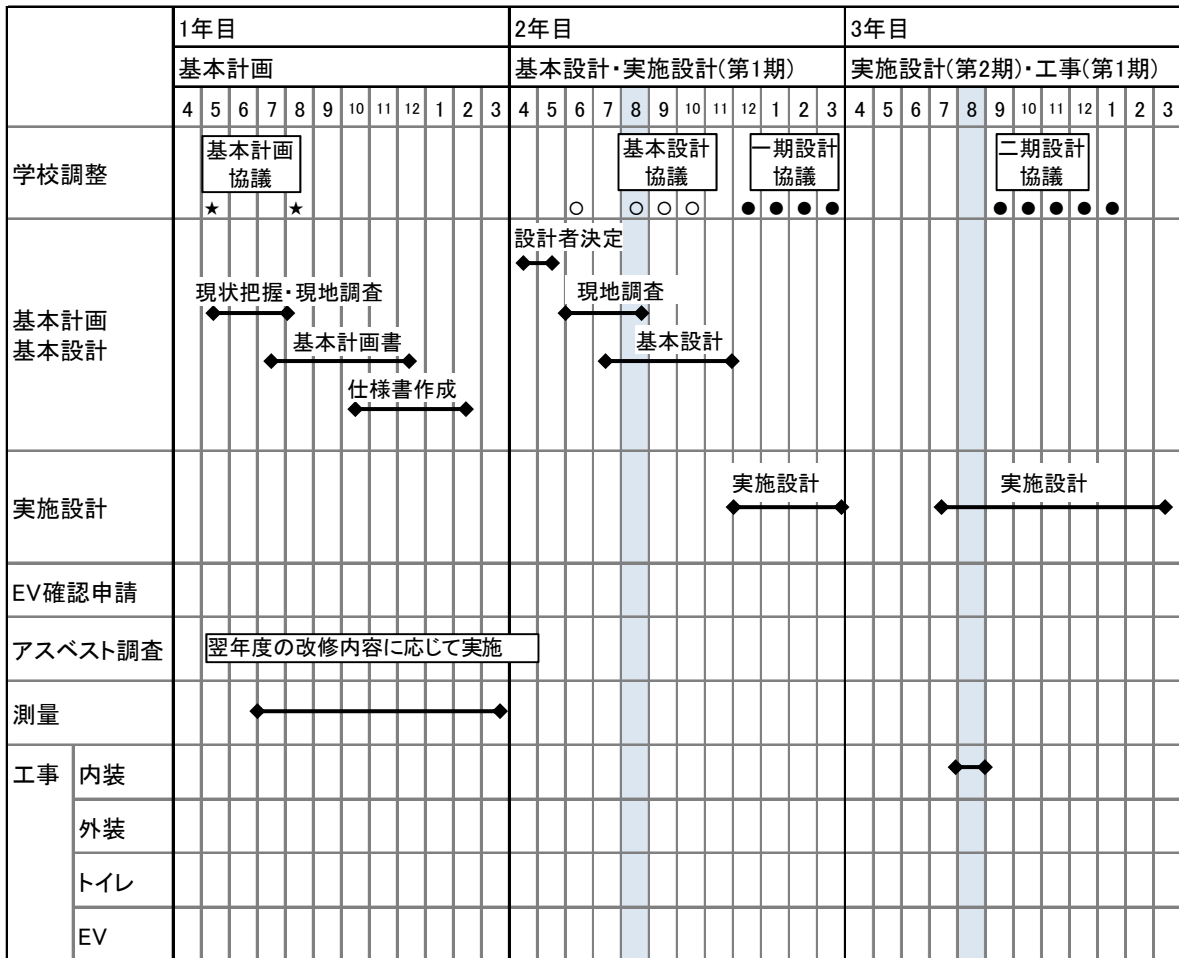 1年目 2年目 3年目
基本計画 基本設計・実施設計(第1期) 実施設計(第2期)・工事(第1期)
4 5 6 7 8 9 10 11 12 1 2 3 4 5 6 7 8 9 10 11 12 1 2 3 4 5 6 7 8 9 10 11 12 1 2 3
学校調整
基本計画
協議
★ ★
基本設計
協議
○ ○ ○ ○
一期設計
協議
● ● ● ●
二期設計
協議
● ● ● ● ●
基本計画
基本設計
現状把握・現地調査
基本計画書
仕様書作成
設計者決定
現地調査
基本設計
実施設計
実施設計
実施設計
EV確認申請
アスベスト調査
翌年度の改修内容に応じて実施
測量
工事
内装
外装
トイレ
EV